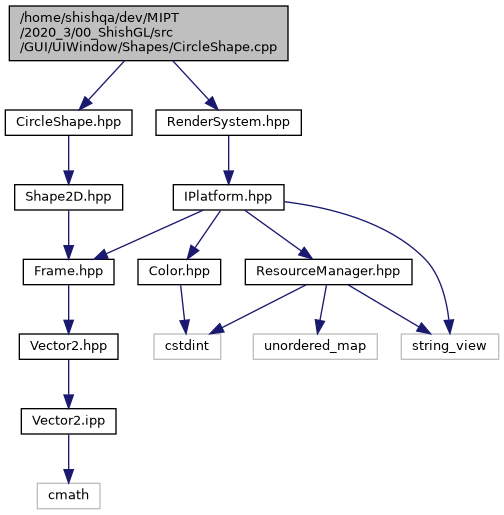 /home/shishqa/dev/MIPT
/2020_3/00_ShishGL/src
/GUI/UIWindow/Shapes/CircleShape.cpp
CircleShape.hpp
RenderSystem.hpp
Shape2D.hpp
IPlatform.hpp
Frame.hpp
Color.hpp
ResourceManager.hpp
Vector2.hpp
cstdint
unordered_map
string_view
Vector2.ipp
cmath